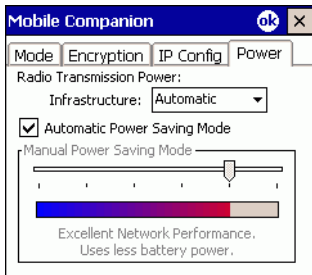 Mobile Companion ok
Mode Encryption IP Config Power
Radio Transmission Power:
Infrastructure: Automatic
Automatic Power Saving Mode
Manual Power Saving Mode
Excellent Network Performance.
Uses less battery power.